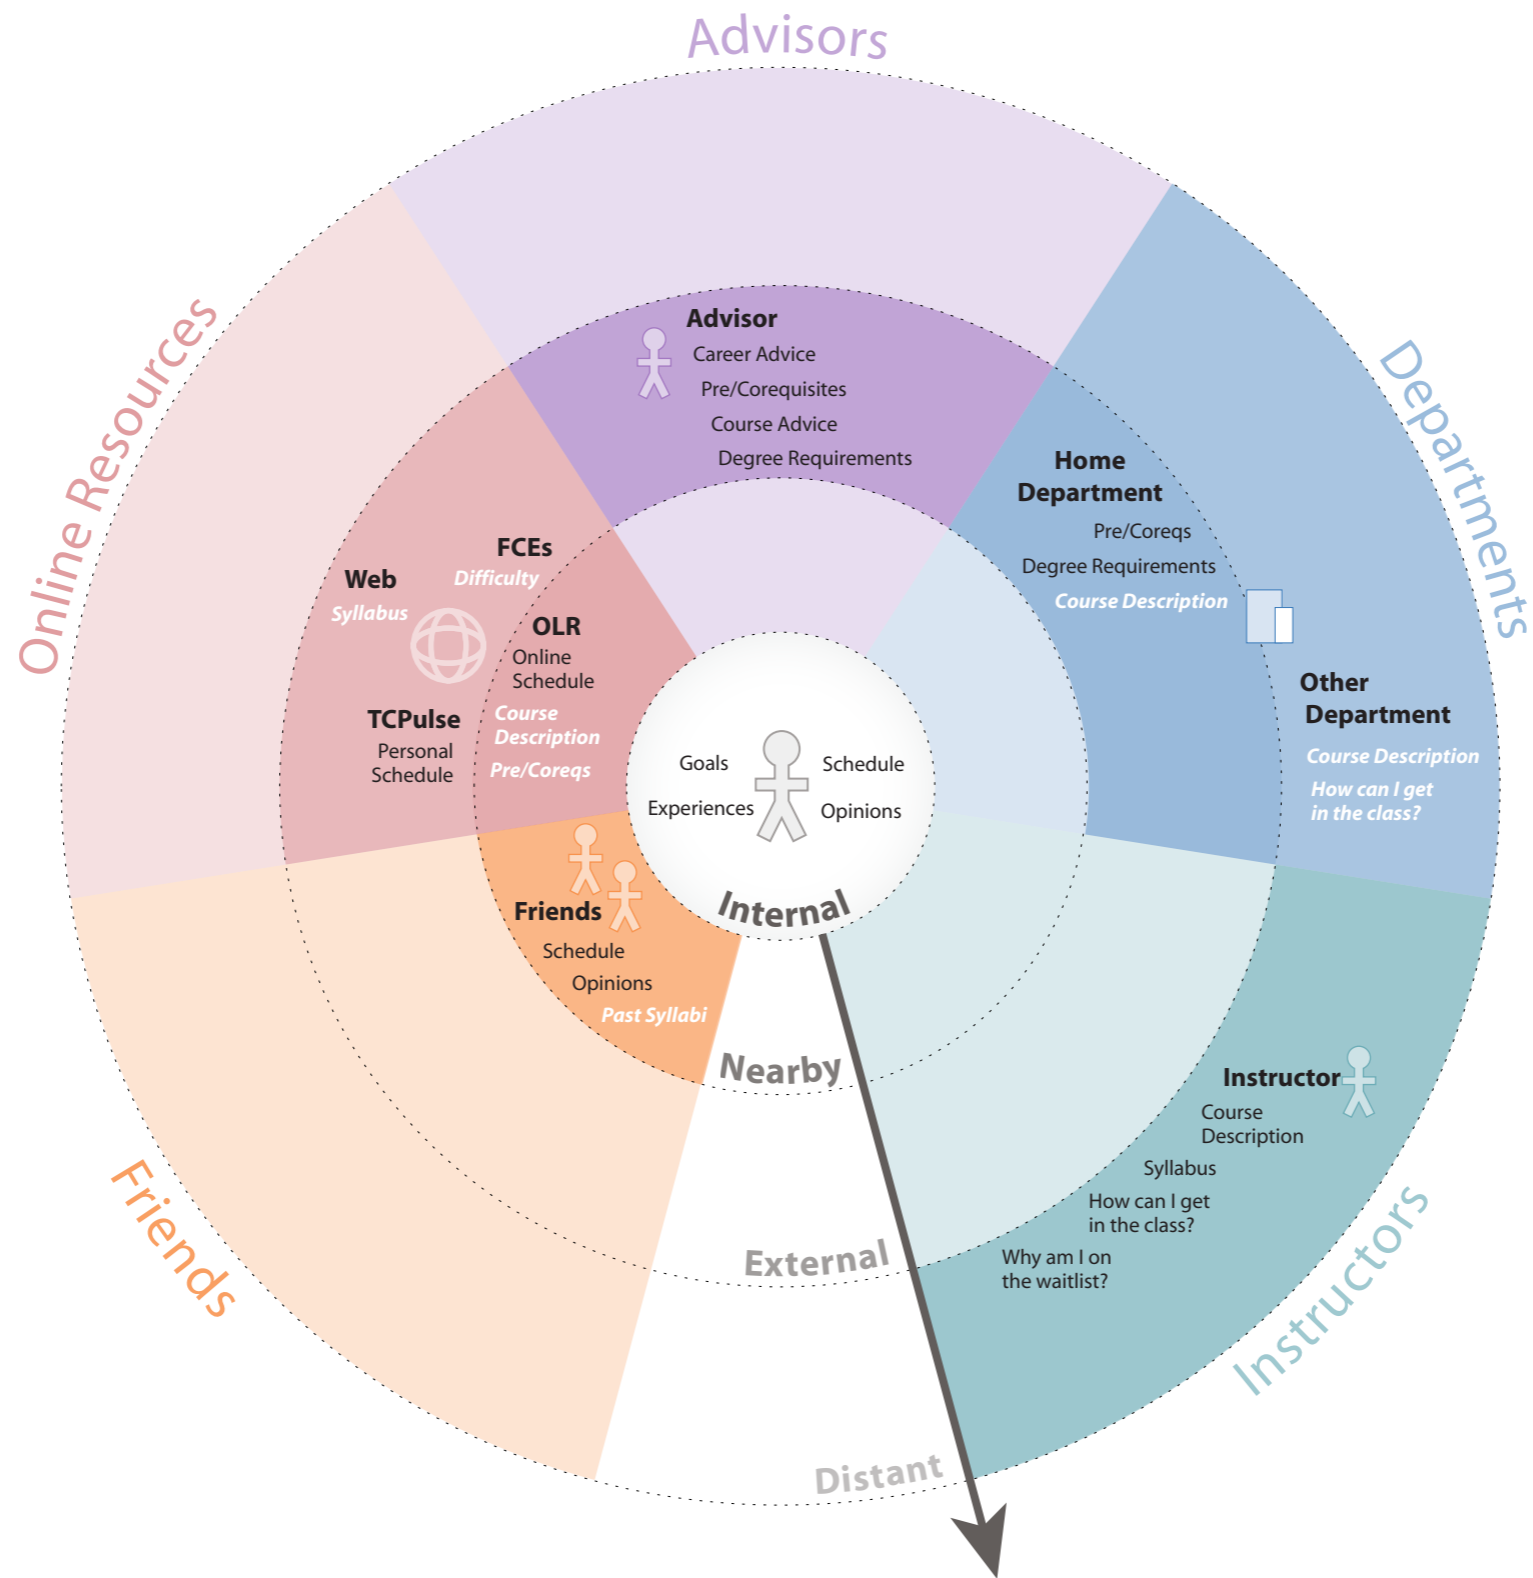 Advisors
Online Resources
Departments
Friends
Instructors
Advisor
Career Advice
Pre/Corequisites
Course Advice
Degree Requirements
Home
Department
Pre/Coreqs
Degree Requirements
Course Description
Other
Department
Course Description
How can I get
in the class?
FCEs
Difficulty
Web
Syllabus
OLR
Online
Schedule
Course
Description
Pre/Coreqs
TCPulse
Personal
Schedule
Goals
Schedule
Experiences
Opinions
Internal
Friends
Schedule
Opinions
Past Syllabi
Nearby
Instructor
Course
Description
Syllabus
How can I get
in the class?
Why am I on
the waitlist?
External
Distant